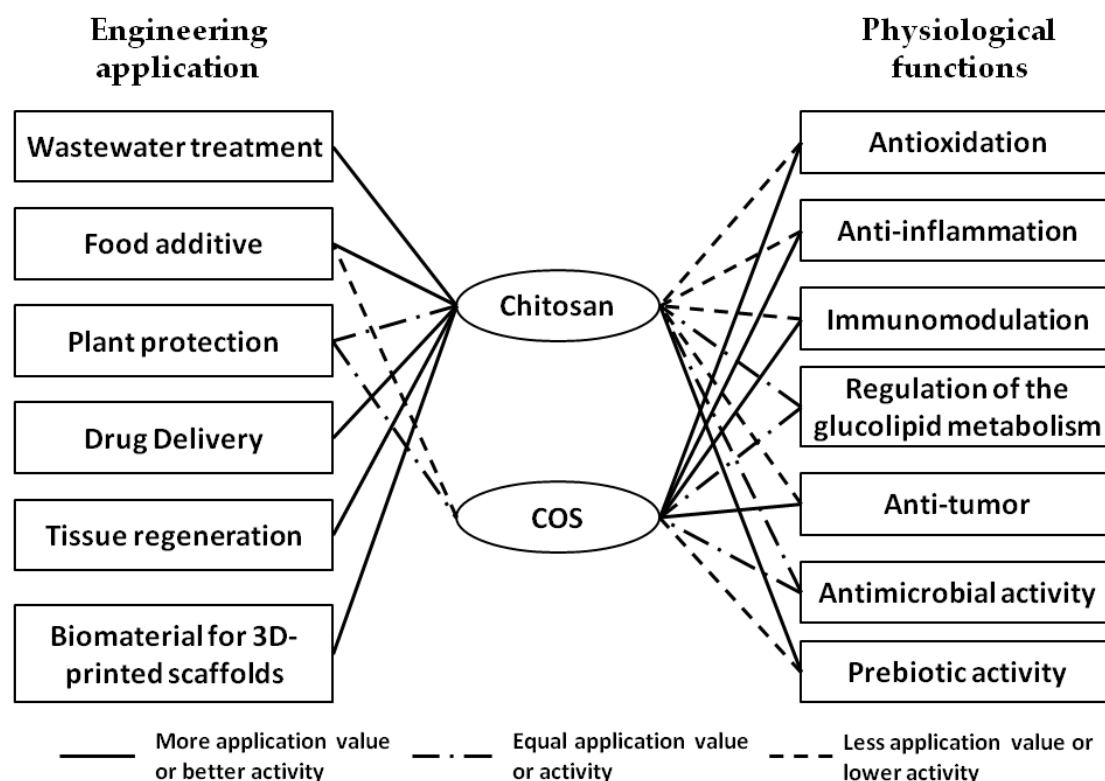 Engineering
application
Physiological
functions
Wastewater treatment
Food additive
Plant protection
Drug Delivery
Tissue regeneration
Biomaterial for 3D-
printed scaffolds
Chitosan
COS
Antioxidation
Anti-inflammation
Immunomodulation
Regulation of the
glucolipid metabolism
Anti-tumor
Antimicrobial activity
Prebiotic activity
More application value
or better activity
Equal application value
or activity
Less application value or
lower activity